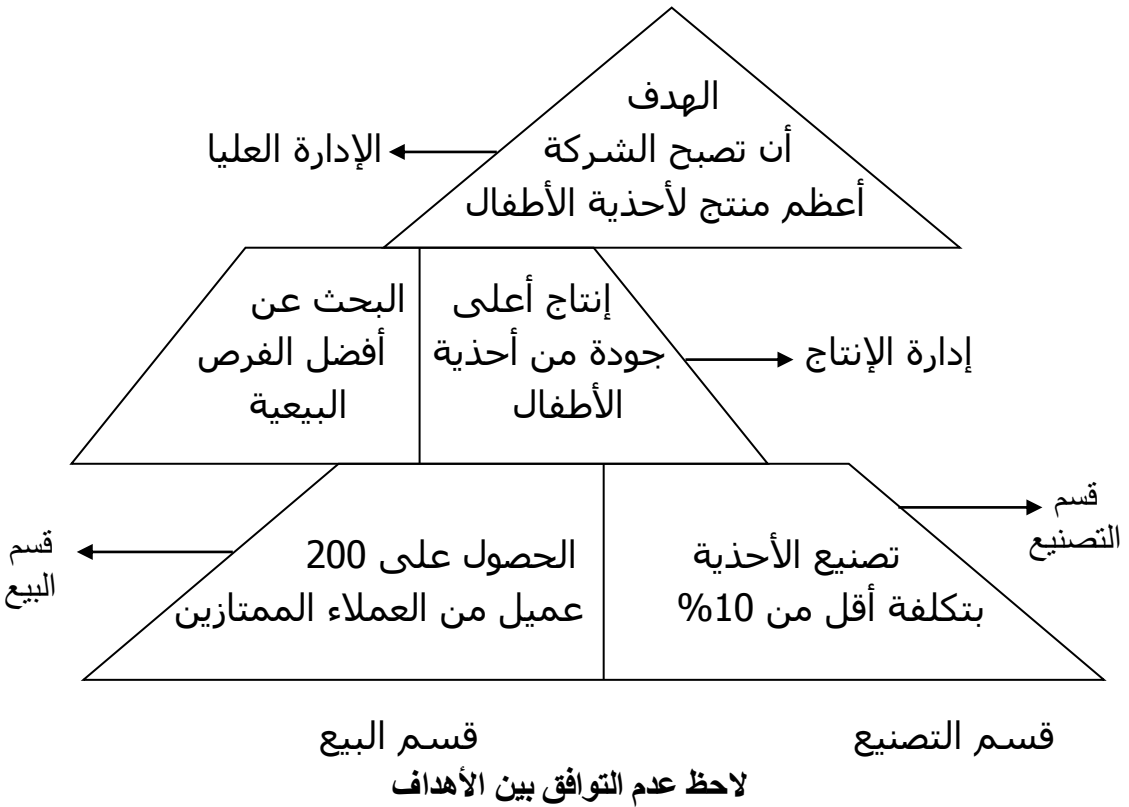 الهدف
أن تصبح الشركة
أعظم منتج لأحذية الأطفال
الإدارة العليا
إنتاج أعلى
جودة من أحذية
الأطفال
البحث عن
أفضل الفرص
البيعية
إدارة الإنتاج
تصنيع الأحذية
بتكلفة أقل من 10%
الحصول على 200
عميل من العملاء الممتازين
قسم
التصنيع
قسم
البيع
قسم التصنيع
قسم البيع
لاحظ عدم التوافق بين الأهداف